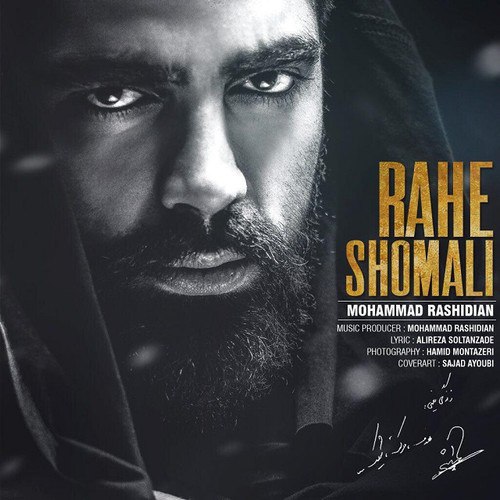 RAHE
SHOMALI
MOHAMMAD RASHIDIAN
MUSIC PRODUCER : MOHAMMAD RASHIDIAN
LYRIC : ALIREZA SOLTANZADE
PHOTOGRAPHY : HAMID MONTAZERI
COVERART : SAJAD AYOUBI